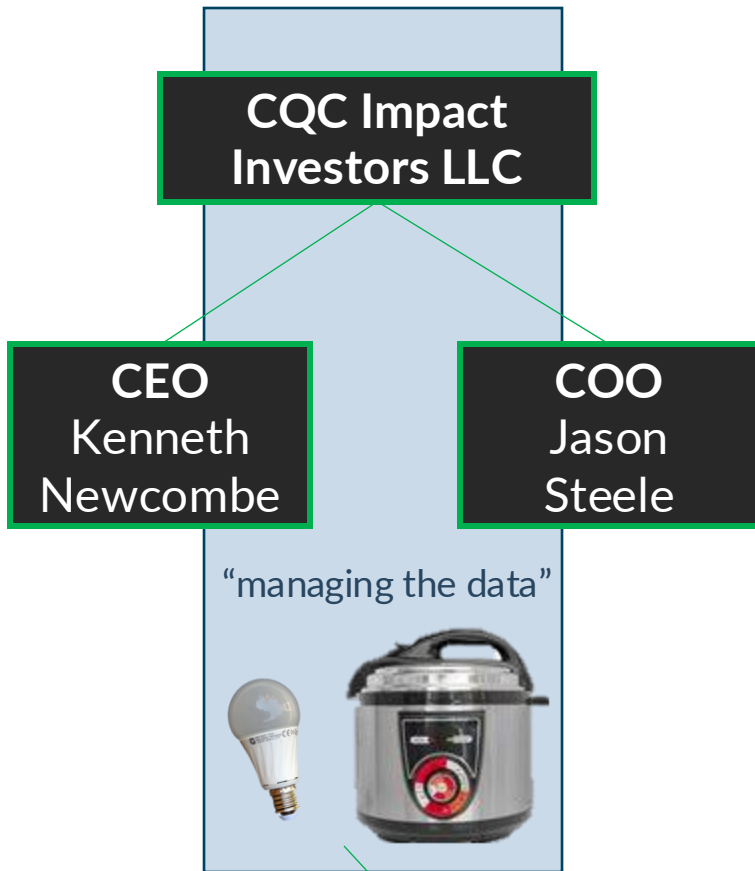 CQC Impact
Investors LLC
CEO
Kenneth
Newcombe
COO
Jason
Steele
“managing the data”